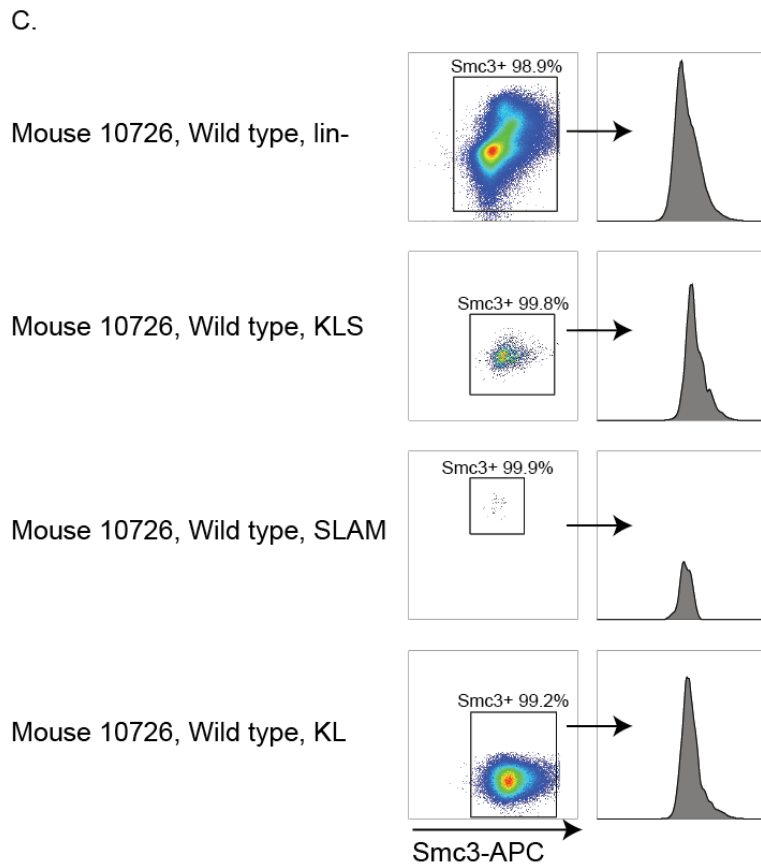 C.
Smc3+ 98.9%
Mouse 10726, Wild type, lin-
Smc3+ 99.8%
Mouse 10726, Wild type, KLS
Smc3+ 99.9%
Mouse 10726, Wild type, SLAM
Smc3+ 99.2%
Mouse 10726, Wild type, KL
Smc3-APC